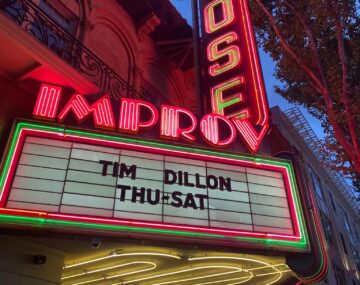 OSE
IMPROV
TIM DILLON
THU-SAT